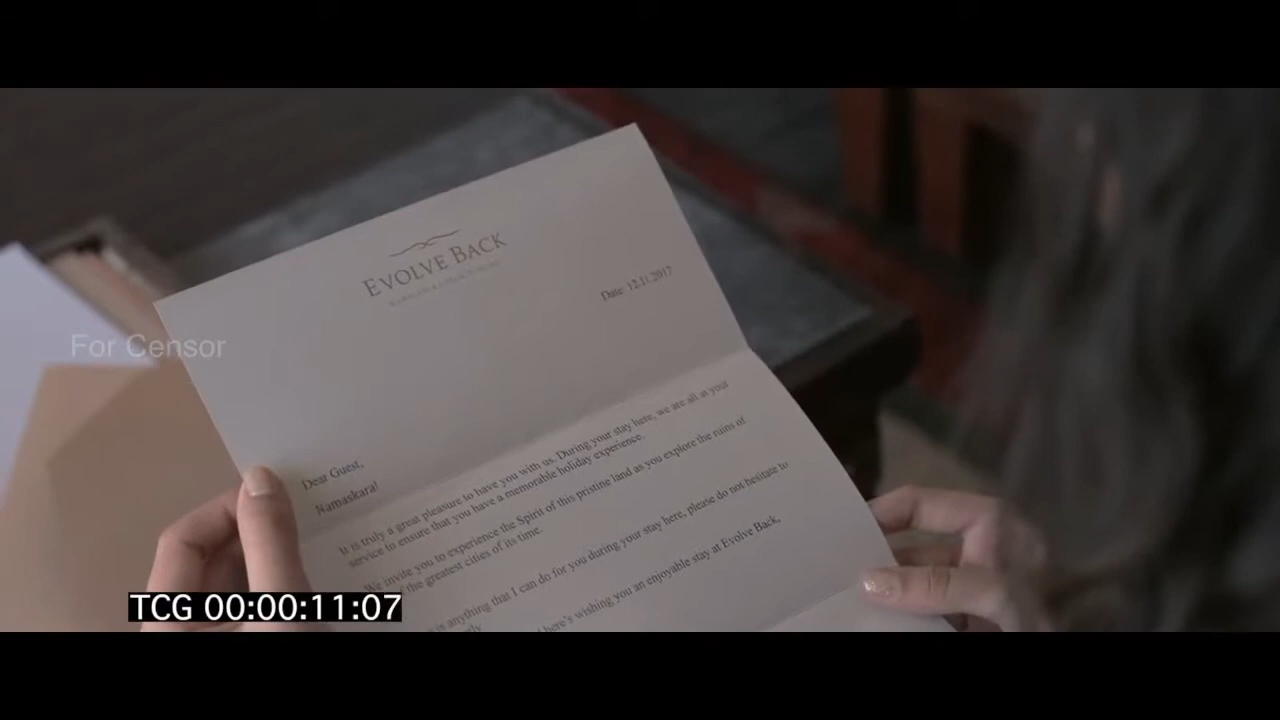 EVOLVE BACK
Date: 12.11.2017
For Censor
Dear Guest,
Namaskara!
It is truly a great pleasure to have you with us. During your stay here, we are all at your
service to ensure that you have a memorable holiday experience.
We invite you to experience the Spirit of this pristine land as you explore the ruins of
of the greatest cities of its time.
is anything that I can do for you during your stay here, please do not hesitate to
here's wishing you an enjoyable stay at Evolve Back,
TCG 00:00:11:07